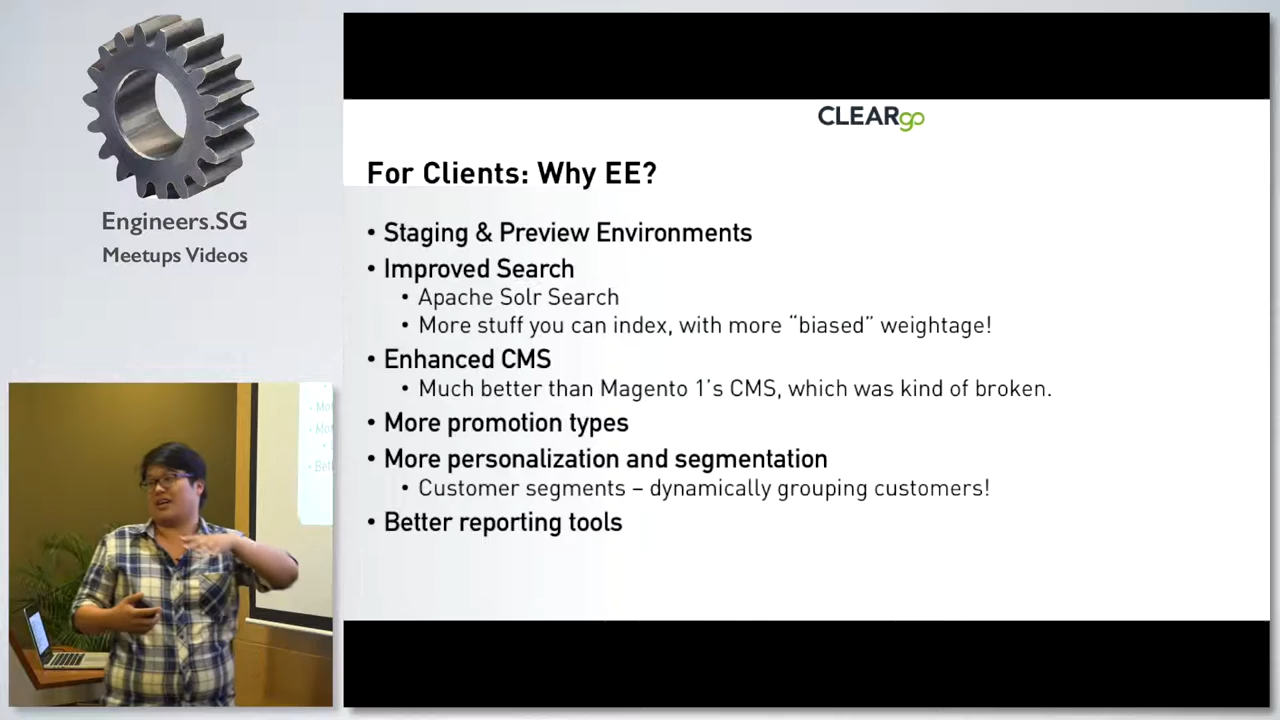 Engineers.SG
Meetups Videos
CLEARgo
For Clients: Why EE?
• Staging & Preview Environments
• Improved Search
• Apache Solr Search
• More stuff you can index, with more “biased” weightage!
• Enhanced CMS
• Much better than Magento 1’s CMS, which was kind of broken.
• More promotion types
• More personalization and segmentation
• Customer segments – dynamically grouping customers!
• Better reporting tools